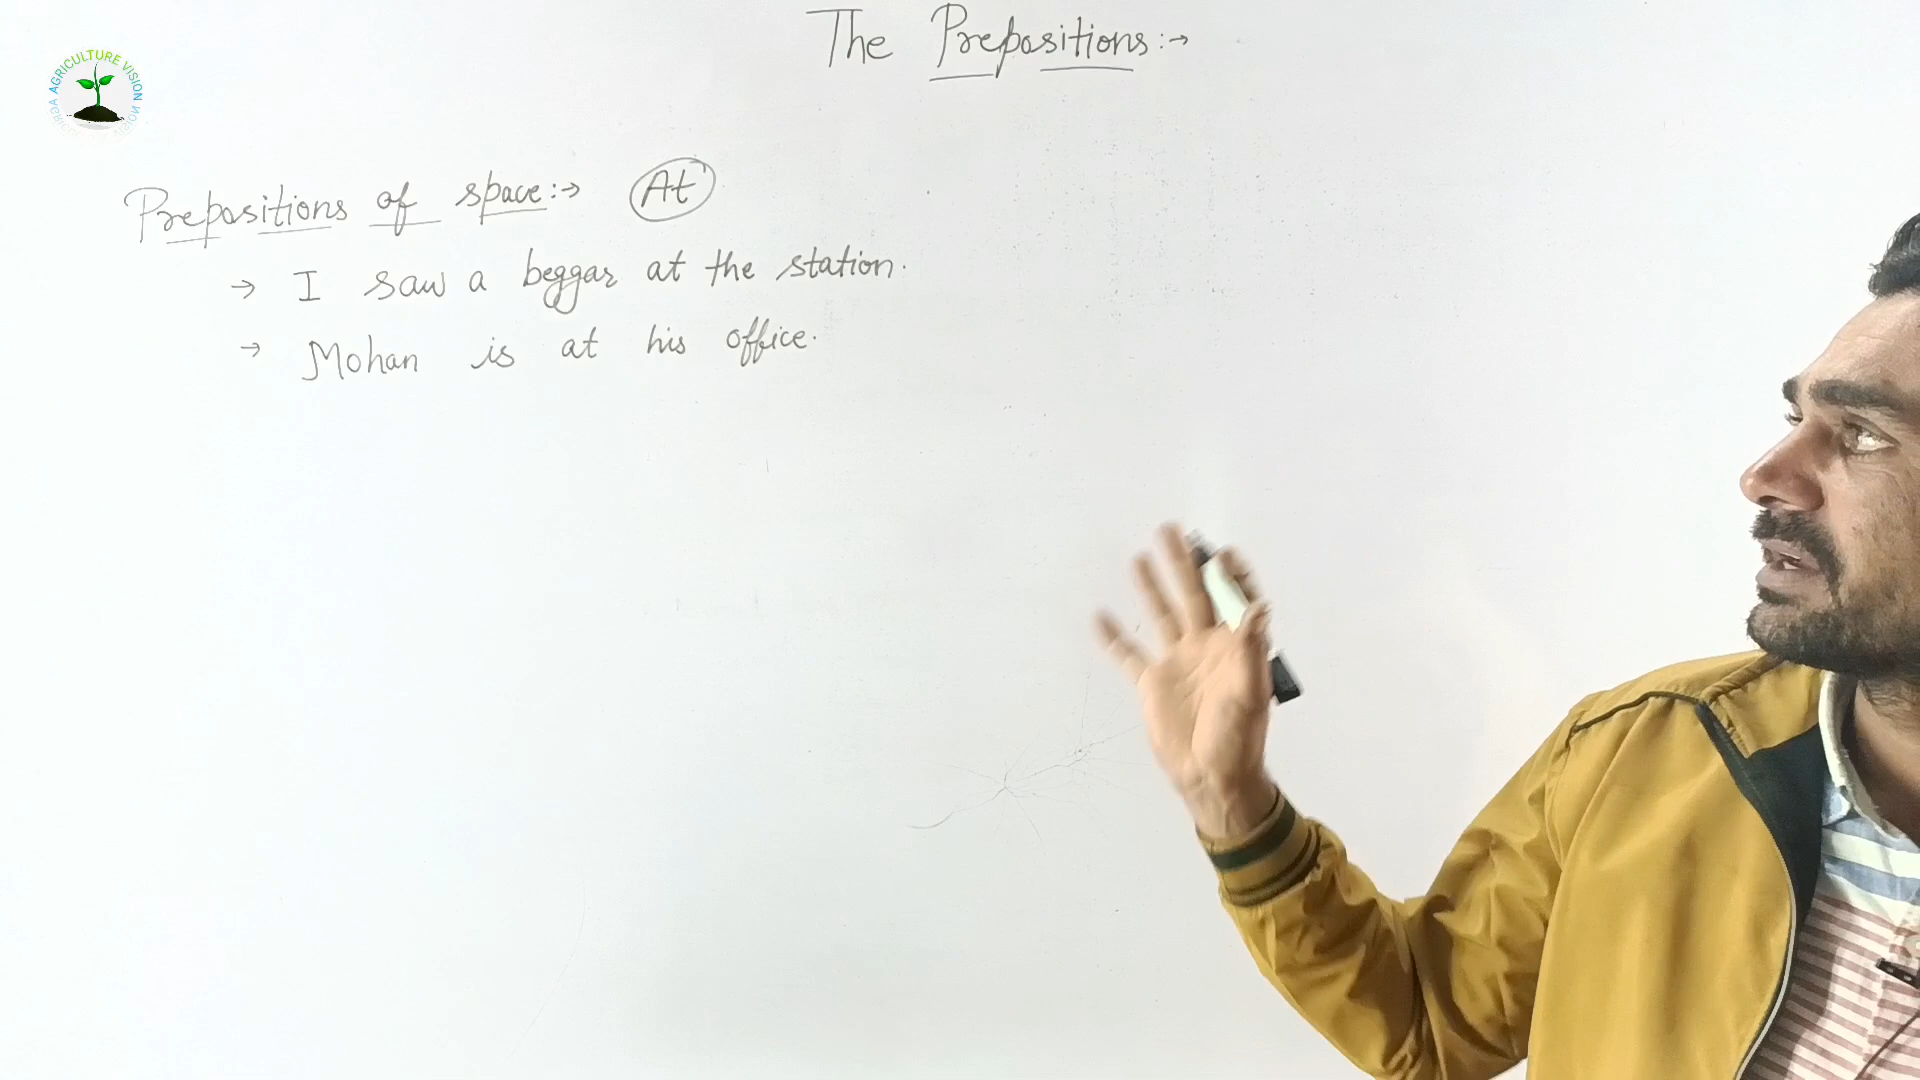 The Prepositions:→
AGRICULTURE VISION
Prepositions of space:→ At
→ I saw a beggar at the station.
→ Mohan is at his office.